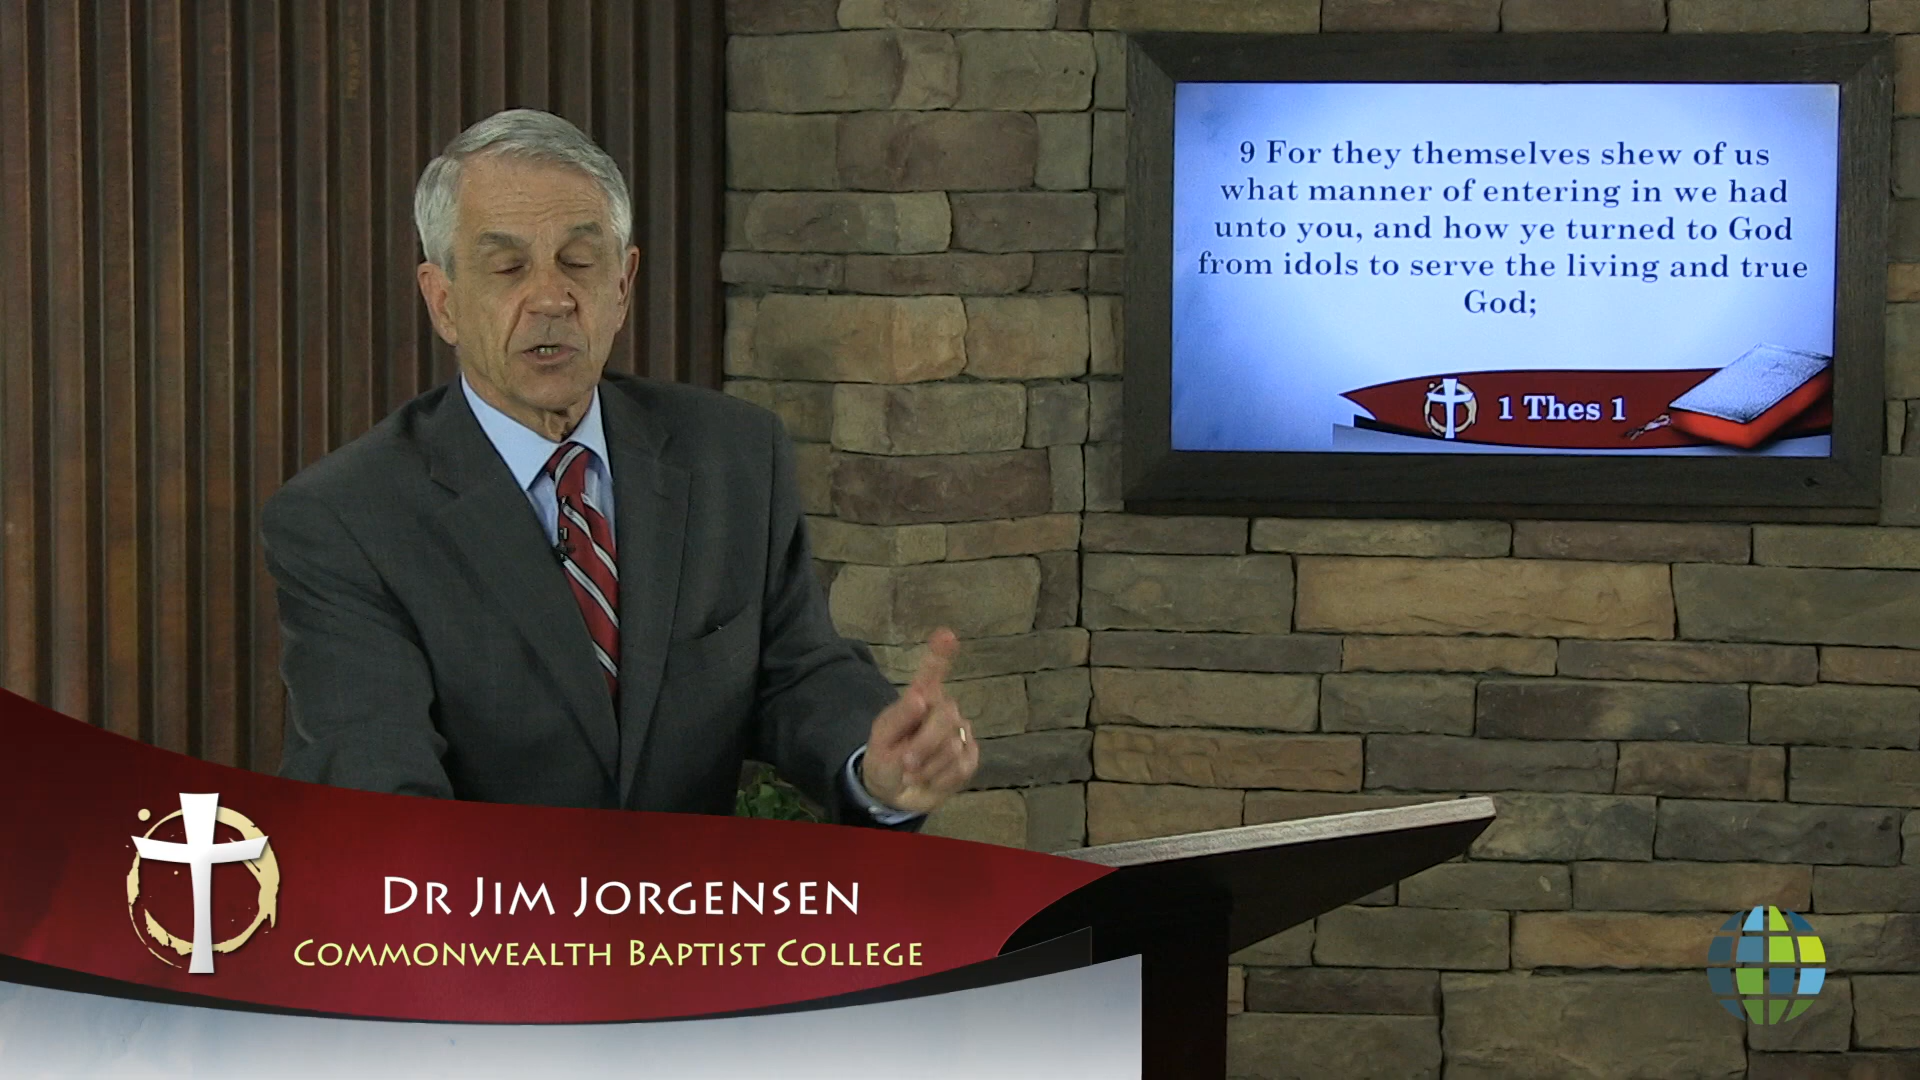 9 For they themselves shew of us
what manner of entering in we had
unto you, and how ye turned to God
from idols to serve the living and true
God;
1 Thes 1
DR JIM JORGENSEN
COMMONWEALTH BAPTIST COLLEGE